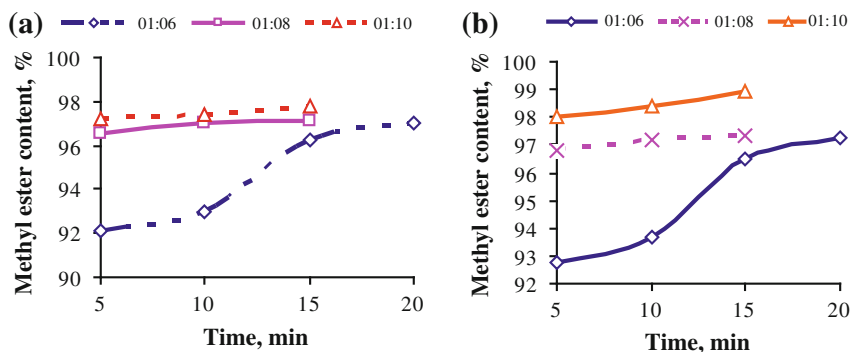 (a) 01:06 01:08 01:10
Methyl ester content, %
100
98
96
94
92
90
5 10 15 20
Time, min
(b) 01:06 01:08 01:10
Methyl ester content, %
100
99
98
97
96
95
94
93
92
5 10 15 20
Time, min